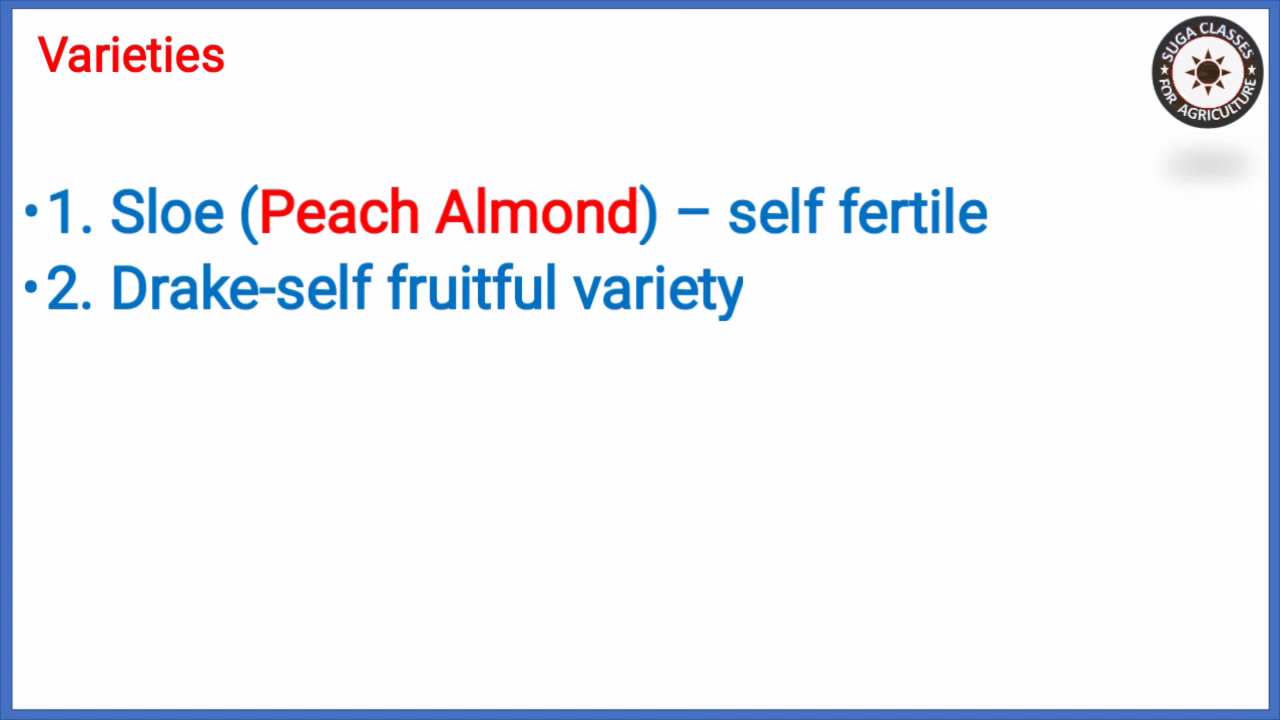 Varieties
SUGA CLASSES
FOR AGRICULTURE
•1. Sloe (Peach Almond) – self fertile
•2. Drake-self fruitful variety